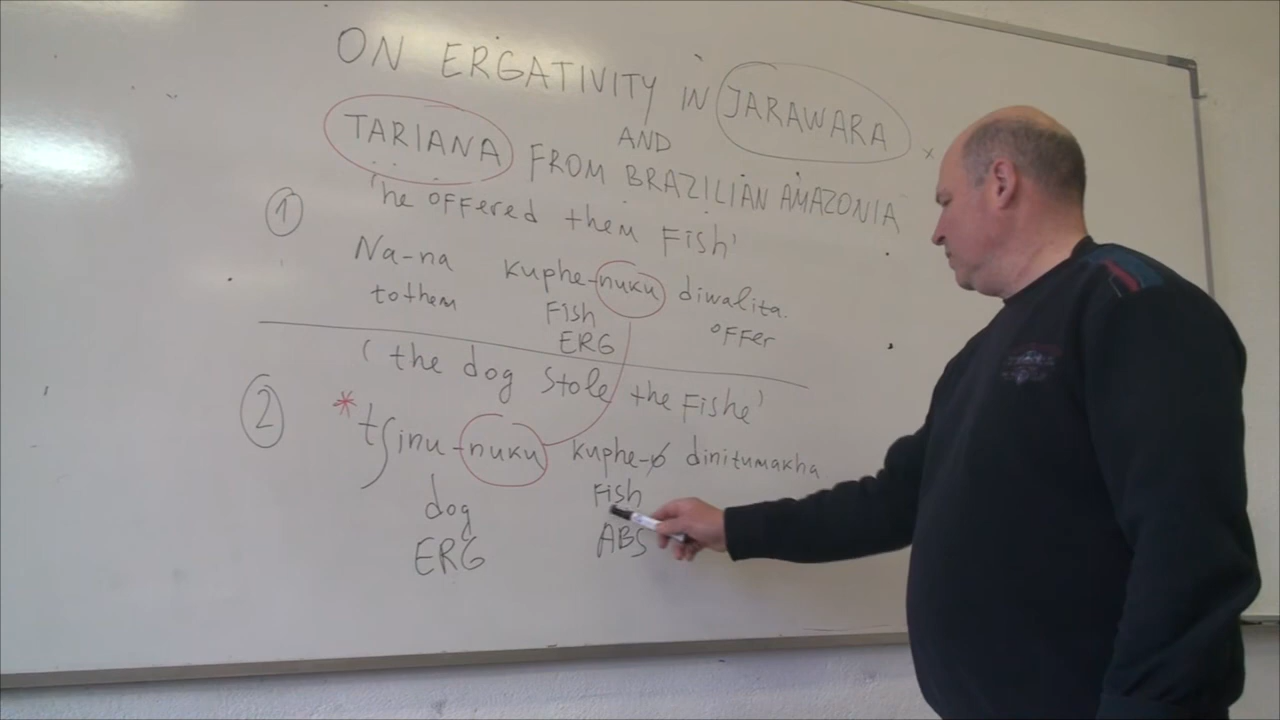 ON ERGATIVITY IN JARAWARA
AND
TARIANA FROM BRAZILIAN AMAZONIA
① 'he offered them Fish'
Na-na kuphe-nuku diwalita.
to them Fish offer
ERG
② 'the dog stole the Fishe'
* tʃinu-nuku kuphe-ø dinitumakha
dog Fish
ERG ABS